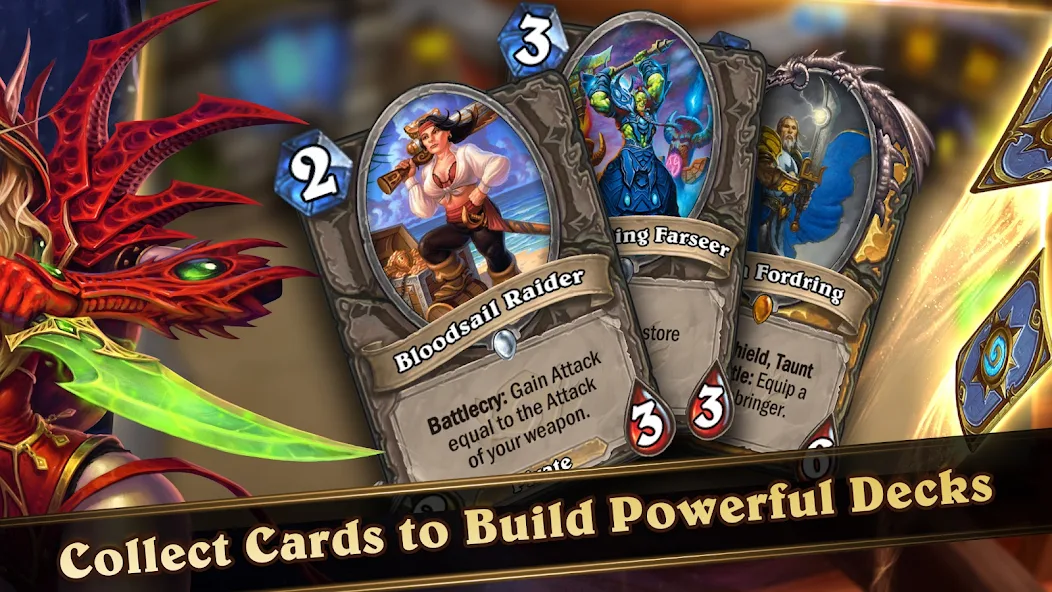 2
3
Bloodsail Raider
Battlecry: Gain Attack
equal to the Attack
of your weapon.
3
ing Farseer
store
3
Fordring
hield, Taunt
tle: Equip a
bringer.
Collect Cards to Build Powerful Decks